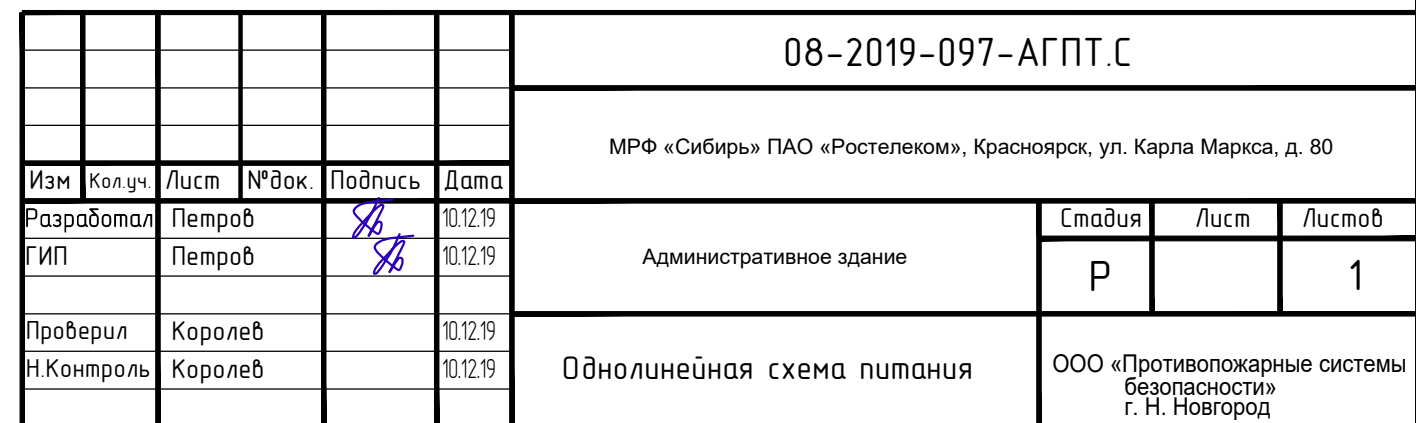 08-2019-097-АГПТ.С
МРФ «Сибирь» ПАО «Ростелеком», Красноярск, ул. Карла Маркса, д. 80
Изм Кол.уч. Лист №док. Подпись Дата
Разработал Петров 10.12.19
ГИП Петров 10.12.19
Административное здание
Стадия Лист Листов
Р 1
Проверил Королев 10.12.19
Н.Контроль Королев 10.12.19
Однолинейная схема питания
ООО «Противопожарные системы
безопасности»
г. Н. Новгород